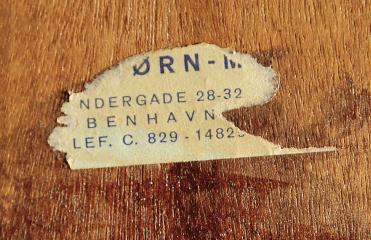 ØRN-M
NDERGADE 28-32
BENHAVN
LEF. C. 829 - 1482